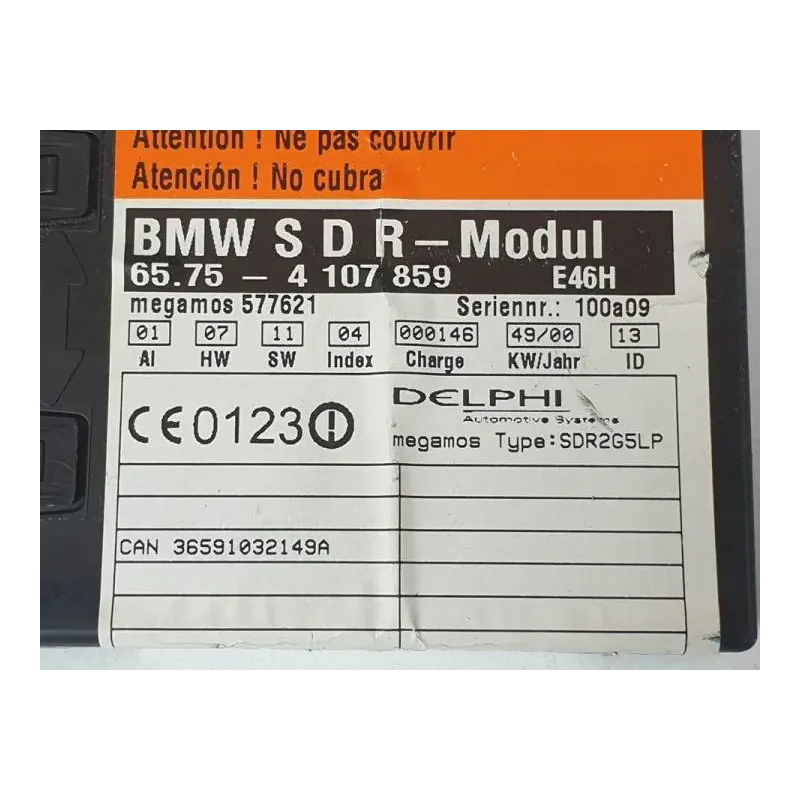 Attention ! Ne pas couvrir
Atención ! No cubra
BMW S D R – Modul
65.75 – 4 107 859 E46H
megamos 577621 Seriennr.: 100a09
01 07 11 04 000146 49/00 13
AI HW SW Index Charge KW/Jahr ID
CE0123
DELPHI
Automotive Systems
megamos Type:SDR2G5LP
CAN 36591032149A